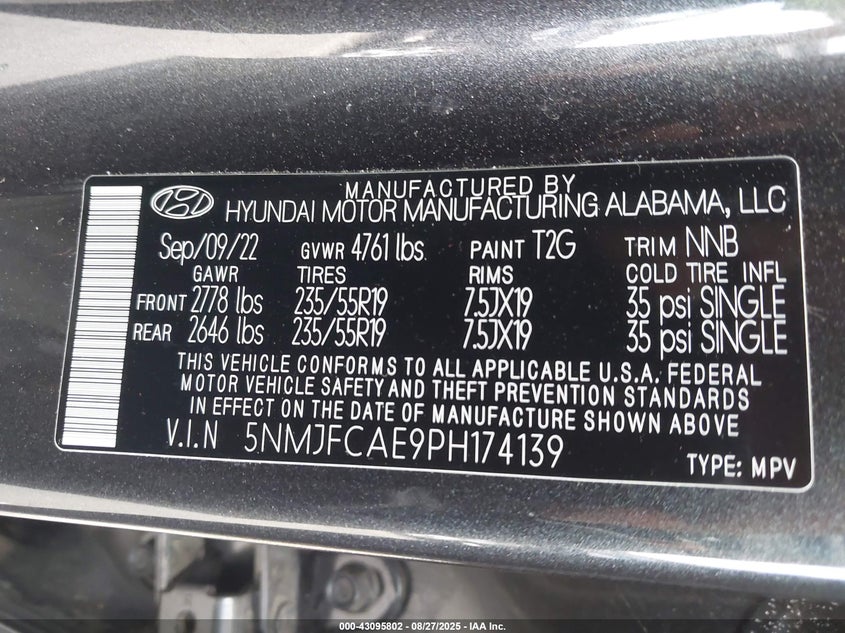 MANUFACTURED BY
HYUNDAI MOTOR MANUFACTURING ALABAMA, LLC
Sep/09/22 GVWR 4761 lbs PAINT T2G TRIM NNB
GAWR TIRES RIMS COLD TIRE INFL
FRONT 2778 lbs 235/55R19 7.5JX19 35 psi SINGLE
REAR 2646 lbs 235/55R19 7.5JX19 35 psi SINGLE
THIS VEHICLE CONFORMS TO ALL APPLICABLE U.S.A. FEDERAL
MOTOR VEHICLE SAFETY AND THEFT PREVENTION STANDARDS
IN EFFECT ON THE DATE OF MANUFACTURE SHOWN ABOVE
V.I.N 5NMJFCAE9PH174139
TYPE: MPV
000-43095802 - 08/27/2025 - IAA Inc.